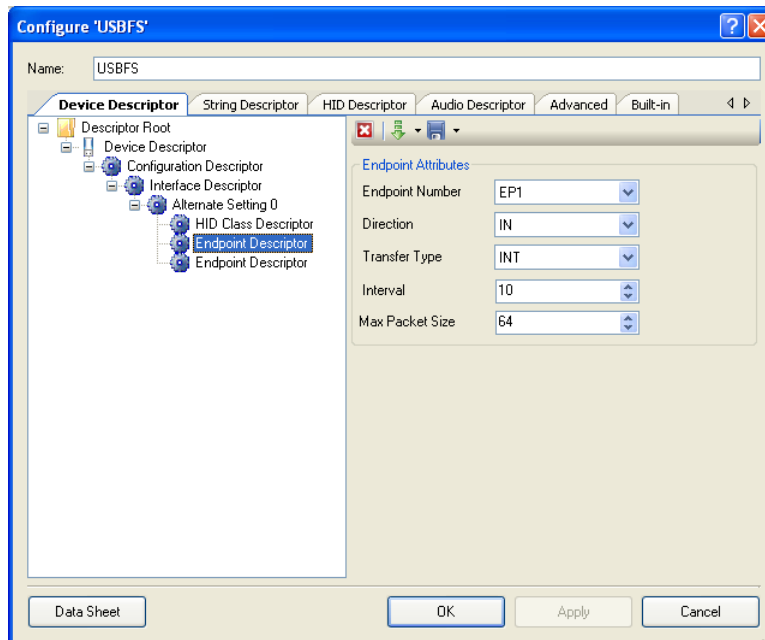 Configure 'USBFS'
Name: USBFS
Device Descriptor String Descriptor HID Descriptor Audio Descriptor Advanced Built-in
Descriptor Root
Device Descriptor
Configuration Descriptor
Interface Descriptor
Alternate Setting 0
HID Class Descriptor
Endpoint Descriptor
Endpoint Descriptor
Endpoint Attributes
Endpoint Number EP1
Direction IN
Transfer Type INT
Interval 10
Max Packet Size 64
Data Sheet OK Apply Cancel